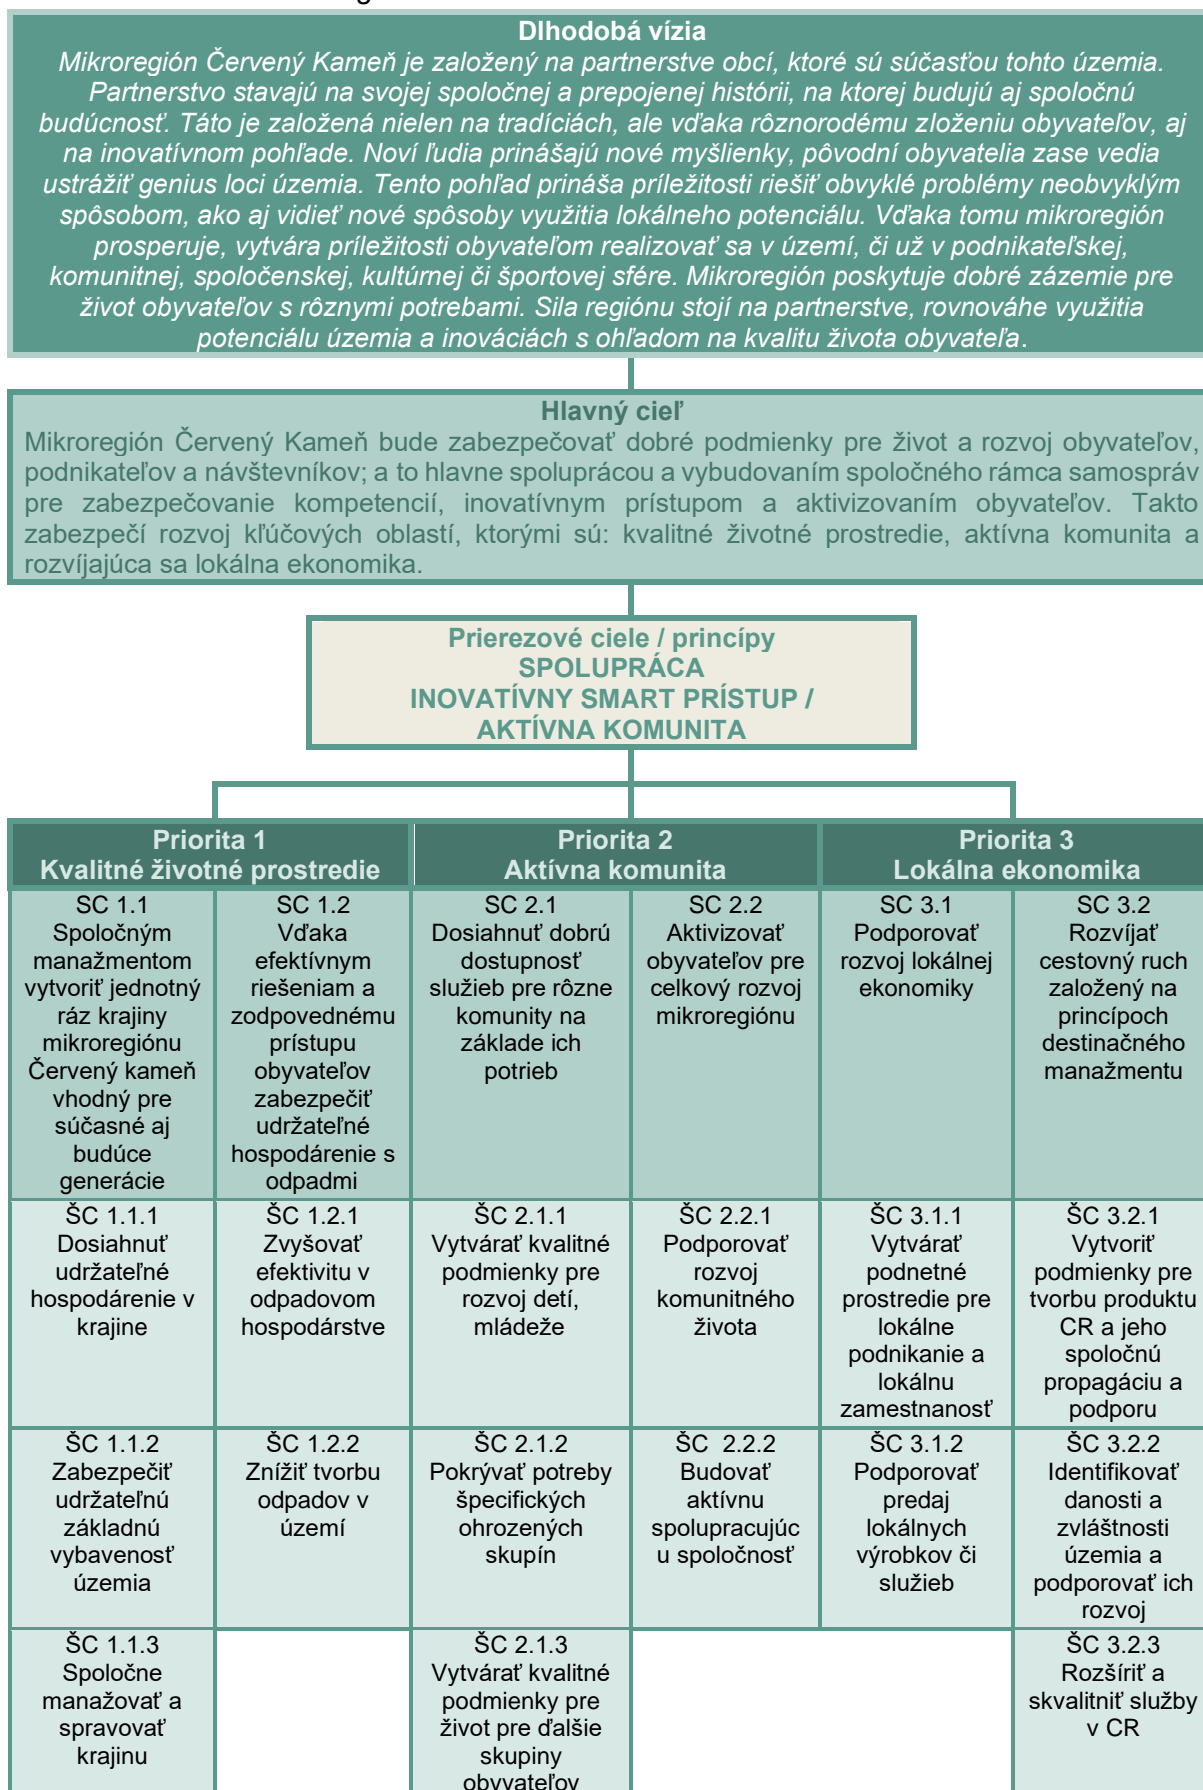 Dlhodobá vízia
Mikroregión Červený Kameň je založený na partnerstve obcí, ktoré sú súčasťou tohto územia.
Partnerstvo stavajú na svojej spoločnej a prepojenej histórii, na ktorej budujú aj spoločnú
budúcnosť. Táto je založená nielen na tradíciách, ale vďaka rôznorodému zloženiu obyvateľov, aj
na inovatívnom pohľade. Noví ľudia prinášajú nové myšlienky, pôvodní obyvatelia zase vedia
ustrážiť genius loci územia. Tento pohľad prináša príležitosti riešiť obvyklé problémy neobvyklým
spôsobom, ako aj vidieť nové spôsoby využitia lokálneho potenciálu. Vďaka tomu mikroregión
prosperuje, vytvára príležitosti obyvateľom realizovať sa v území, či už v podnikateľskej,
komunitnej, spoločenskej, kultúrnej či športovej sfére. Mikroregión poskytuje dobré zázemie pre
život obyvateľov s rôznymi potrebami. Sila regiónu stojí na partnerstve, rovnováhe využitia
potenciálu územia a inováciách s ohľadom na kvalitu života obyvateľa.
Hlavný cieľ
Mikroregión Červený Kameň bude zabezpečovať dobré podmienky pre život a rozvoj obyvateľov,
podnikateľov a návštevníkov; a to hlavne spoluprácou a vybudovaním spoločného rámca samospráv
pre zabezpečovanie kompetencií, inovatívnym prístupom a aktivizovaním obyvateľov. Takto
zabezpečí rozvoj kľúčových oblastí, ktorými sú: kvalitné životné prostredie, aktívna komunita a
rozvíjajúca sa lokálna ekonomika.
Prierezové ciele / princípy
SPOLUPRÁCA
INOVATÍVNY SMART PRÍSTUP /
AKTÍVNA KOMUNITA
Priorita 1
Kvalitné životné prostredie
Priorita 2
Aktívna komunita
Priorita 3
Lokálna ekonomika
SC 1.1
Spoločným
manažmentom
vytvoriť jednotný
ráz krajiny
mikroregiónu
Červený kameň
vhodný pre
súčasné aj
budúce
generácie
SC 1.2
Vďaka
efektívnym
riešeniam a
zodpovednému
prístupu
obyvateľov
zabezpečiť
udržateľné
hospodárenie s
odpadmi
SC 2.1
Dosiahnuť dobrú
dostupnosť
služieb pre rôzne
komunity na
základe ich
potrieb
SC 2.2
Aktivizovať
obyvateľov pre
celkový rozvoj
mikroregiónu
SC 3.1
Podporovať
rozvoj lokálnej
ekonomiky
SC 3.2
Rozvíjať
cestovný ruch
založený na
princípoch
destinačného
manažmentu
ŠC 1.1.1
Dosiahnuť
udržateľné
hospodárenie v
krajine
ŠC 1.2.1
Zvyšovať
efektivitu v
odpadovom
hospodárstve
ŠC 2.1.1
Vytvárať kvalitné
podmienky pre
rozvoj detí,
mládeže
ŠC 2.2.1
Podporovať
rozvoj
komunitného
života
ŠC 3.1.1
Vytvárať
podnetné
prostredie pre
lokálne
podnikanie a
lokálnu
zamestnanosť
ŠC 3.2.1
Vytvoriť
podmienky pre
tvorbu produktu
CR a jeho
spoločnú
propagáciu a
podporu
ŠC 1.1.2
Zabezpečiť
udržateľnú
základnú
vybavenosť
územia
ŠC 1.2.2
Znížiť tvorbu
odpadov v
území
ŠC 2.1.2
Pokrývať potreby
špecifických
ohrozených
skupín
ŠC 2.2.2
Budovať
aktívnu
spolupracujúc
u spoločnosť
ŠC 3.1.2
Podporovať
predaj
lokálnych
výrobkov či
služieb
ŠC 3.2.2
Identifikovať
danosti a
zvláštnosti
územia a
podporovať ich
rozvoj
ŠC 1.1.3
Spoločne
manažovať a
spravovať
krajinu
ŠC 2.1.3
Vytvárať kvalitné
podmienky pre
život pre ďalšie
skupiny
obyvateľov
ŠC 3.2.3
Rozšíriť a
skvalitniť služby
v CR